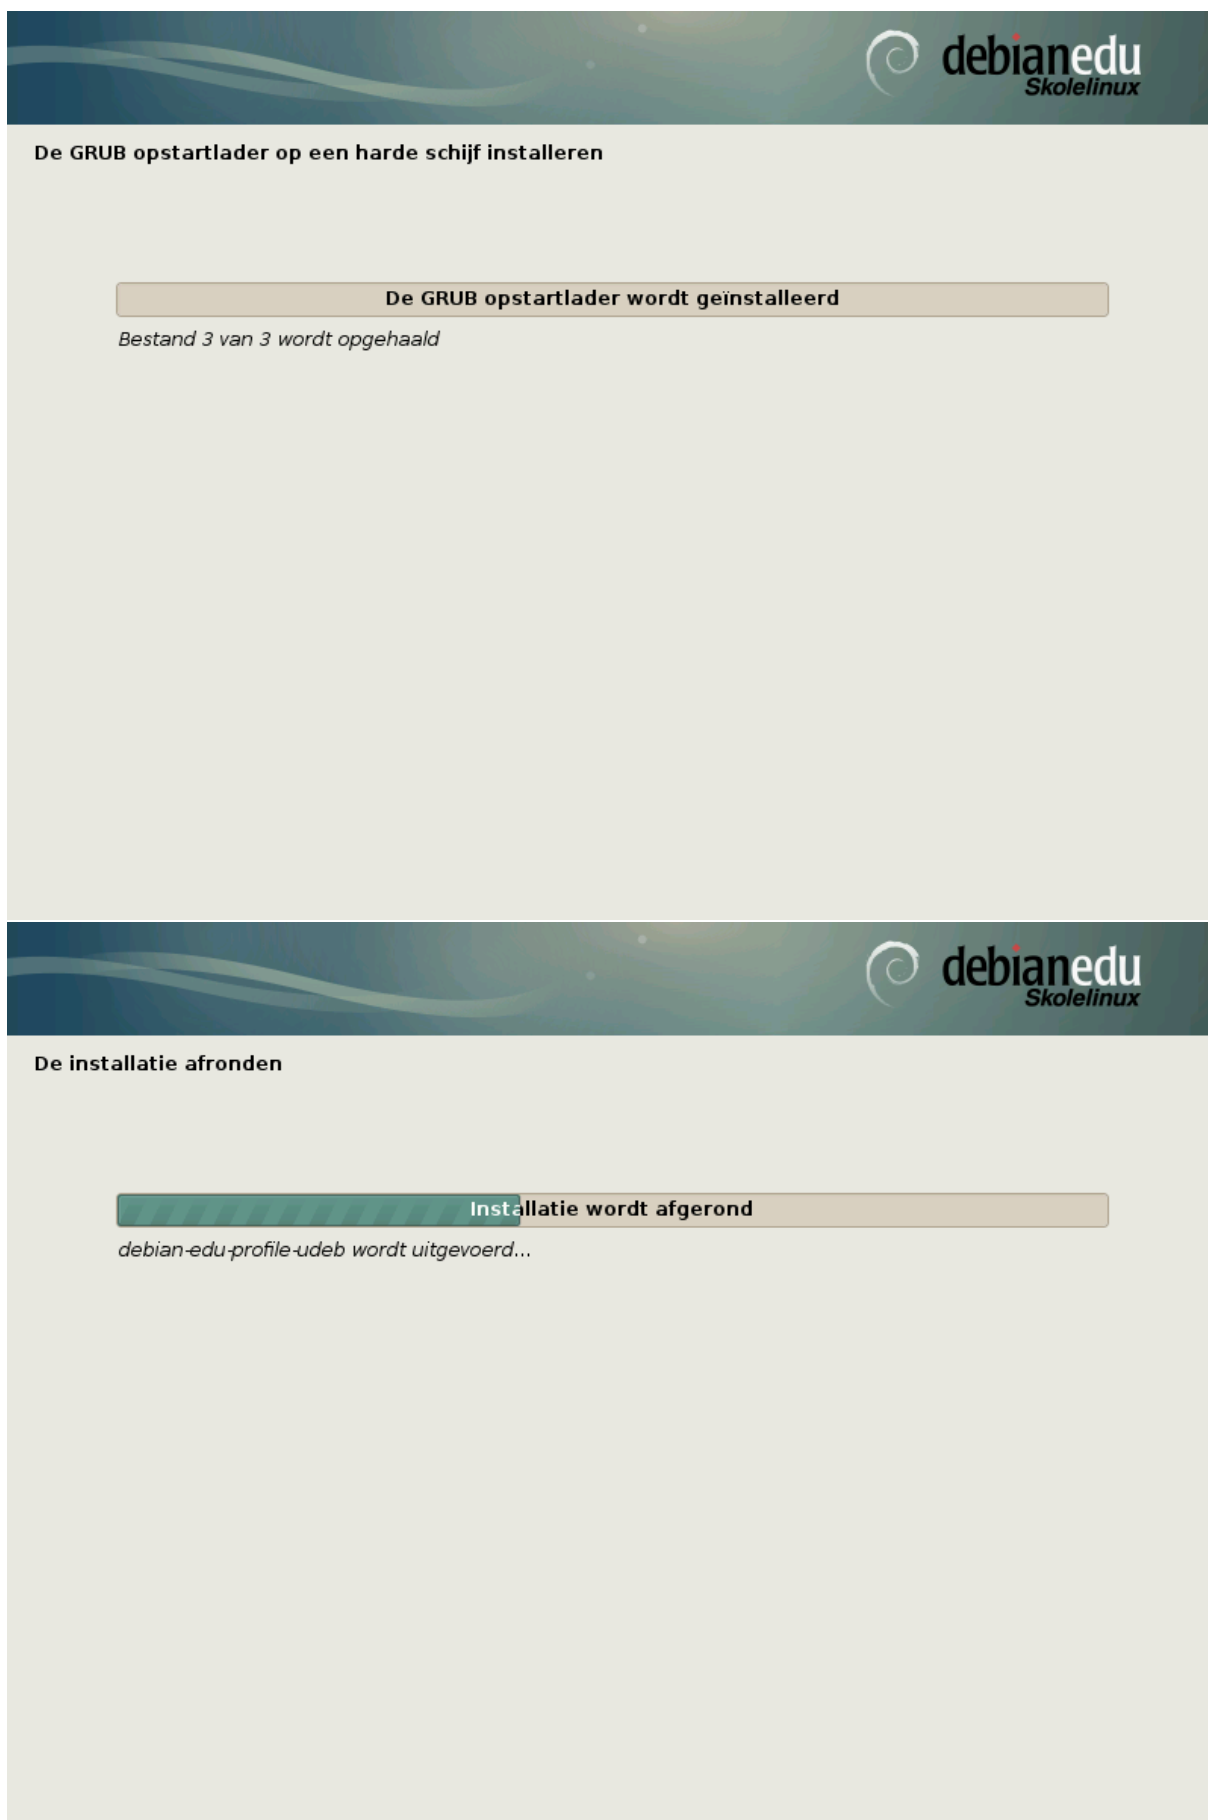 debianedu
Skolelinux
De GRUB opstartlader op een harde schijf installeren
De GRUB opstartlader wordt geïnstalleerd
Bestand 3 van 3 wordt opgehaald
debianedu
Skolelinux
De installatie afronden
Installatie wordt afgerond
debian-edu-profile-udeb wordt uitgevoerd...